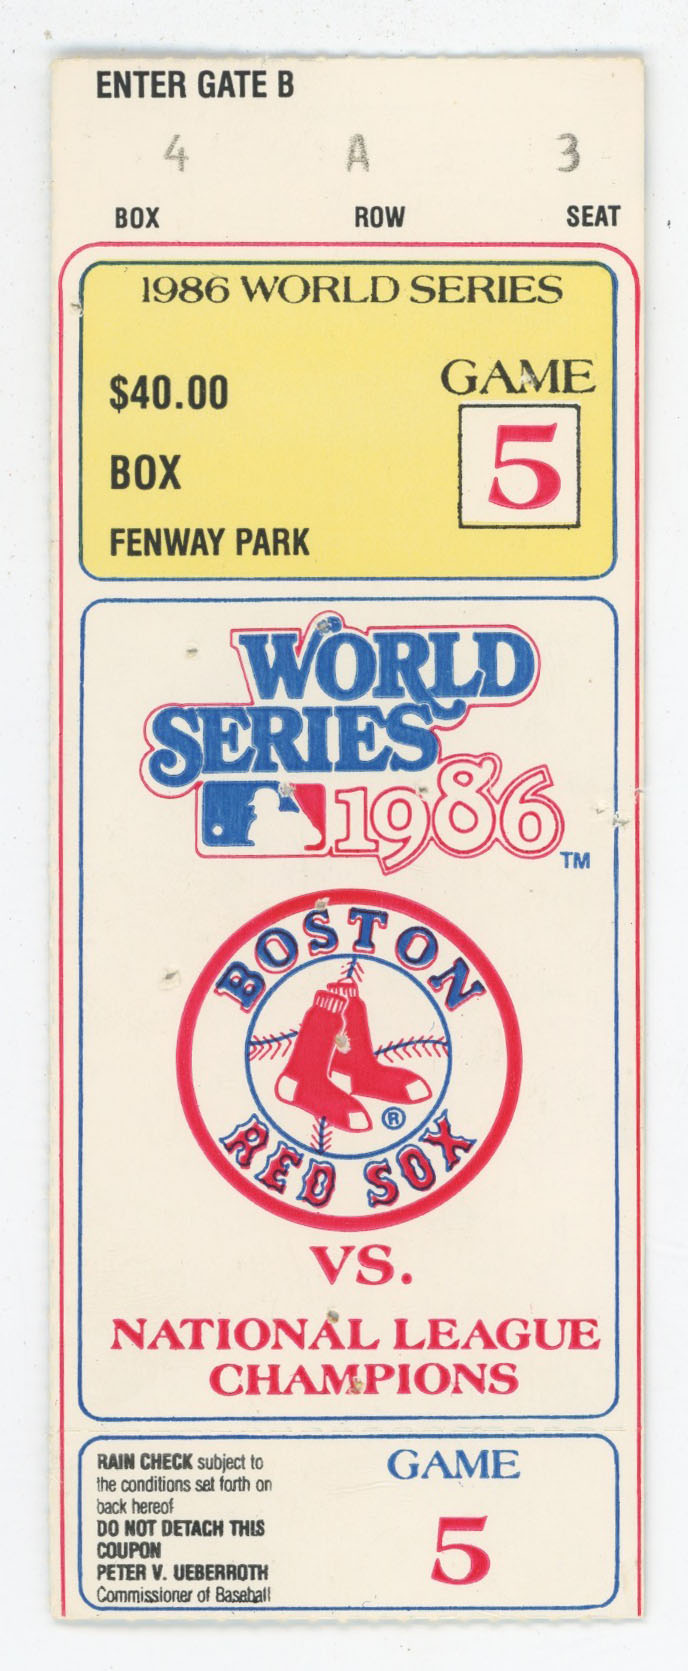 ENTER GATE B
4 A 3
BOX ROW SEAT
1986 WORLD SERIES
$40.00
GAME
5
BOX
FENWAY PARK
WORLD
SERIES
1986
TM
BOSTON
®
RED SOX
VS.
NATIONAL LEAGUE
CHAMPIONS
RAIN CHECK subject to
the conditions set forth on
back hereof
DO NOT DETACH THIS
COUPON
PETER V. UEBERROTH
Commissioner of Baseball
GAME
5